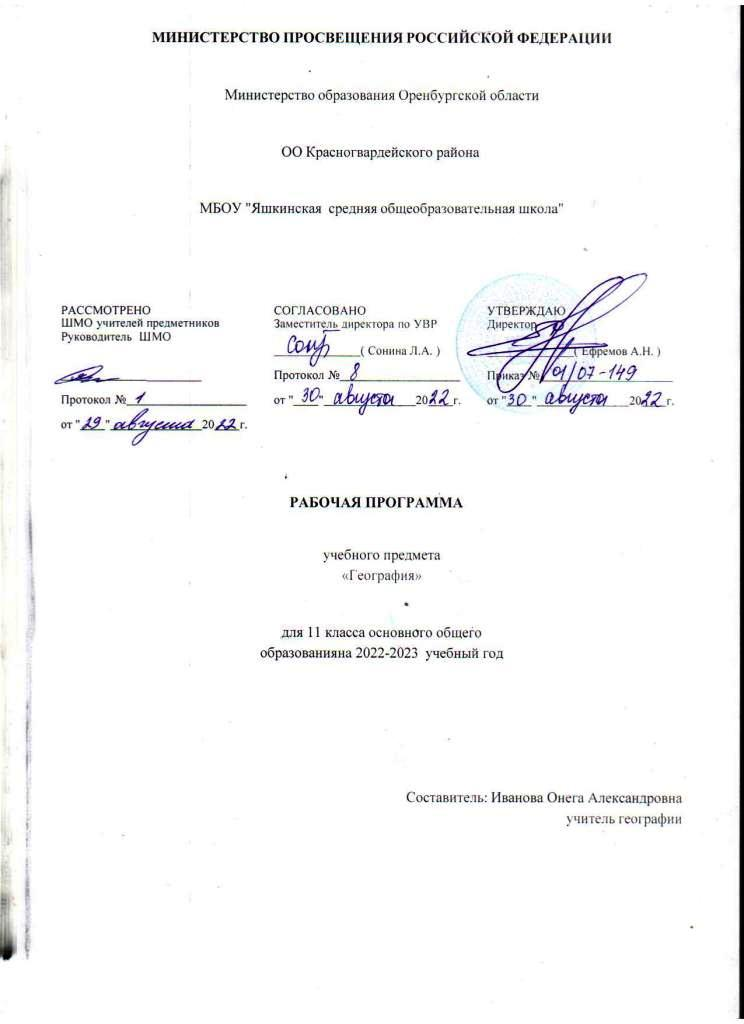 МИНИСТЕРСТВО ПРОСВЕЩЕНИЯ РОССИЙСКОЙ ФЕДЕРАЦИИ
Министерство образования Оренбургской области
ОО Красногвардейского района
МБОУ "Яшкинская средняя общеобразовательная школа"
РАССМОТРЕНО
ШМО учителей предметников
Руководитель ШМО
Протокол № 1
от "29" августа 2022 г.
СОГЛАСОВАНО
Заместитель директора по УВР
( Сонина Л.А. )
Протокол № 8
от "30" августа 2022 г.
УТВЕРЖДАЮ
Директор
( Ефремов А.Н. )
Приказ № 01/07-149
от "30" августа 2022 г.
РАБОЧАЯ ПРОГРАММА
учебного предмета
«География»
для 11 класса основного общего
образованияна 2022-2023 учебный год
Составитель: Иванова Онега Александровна
учитель географии